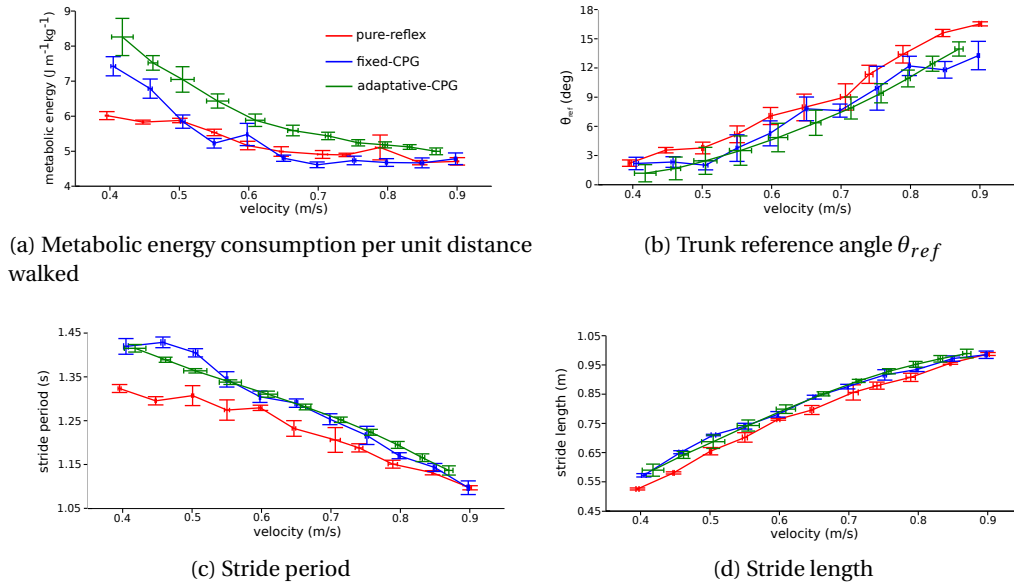 metabolic energy (J m⁻¹kg⁻¹)
9
8
7
6
5
4
0.4 0.5 0.6 0.7 0.8 0.9
velocity (m/s)
pure-reflex
fixed-CPG
adaptative-CPG
(a) Metabolic energy consumption per unit distance
walked
θref (deg)
18
15
12
9
6
3
0
0.4 0.5 0.6 0.7 0.8 0.9
velocity (m/s)
(b) Trunk reference angle θref
stride period (s)
1.45
1.35
1.25
1.15
1.05
0.4 0.5 0.6 0.7 0.8 0.9
velocity (m/s)
(c) Stride period
stride length (m)
1.05
0.95
0.85
0.75
0.65
0.55
0.45
0.4 0.5 0.6 0.7 0.8 0.9
velocity (m/s)
(d) Stride length